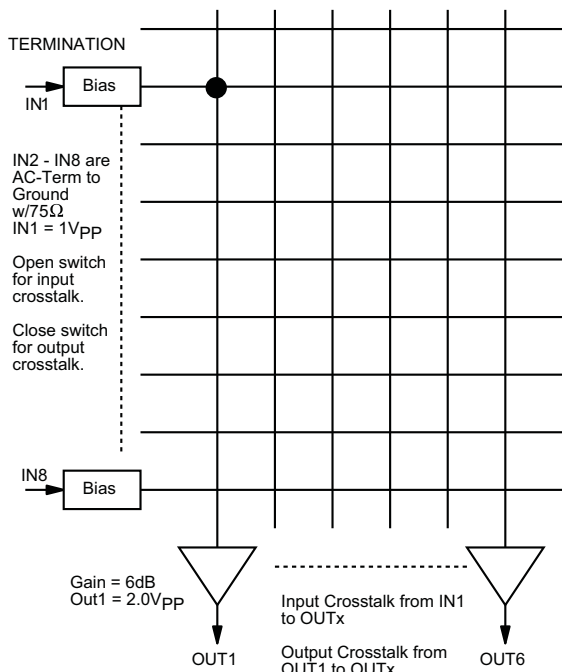 TERMINATION
Bias
IN1
IN2 - IN8 are
AC-Term to
Ground
w/75Ω
IN1 = 1VPP
Open switch
for input
crosstalk.
Close switch
for output
crosstalk.
IN8
Bias
Gain = 6dB
Out1 = 2.0VPP
Input Crosstalk from IN1
to OUTx
Output Crosstalk from
OUT1 to OUTx
OUT1
OUT6